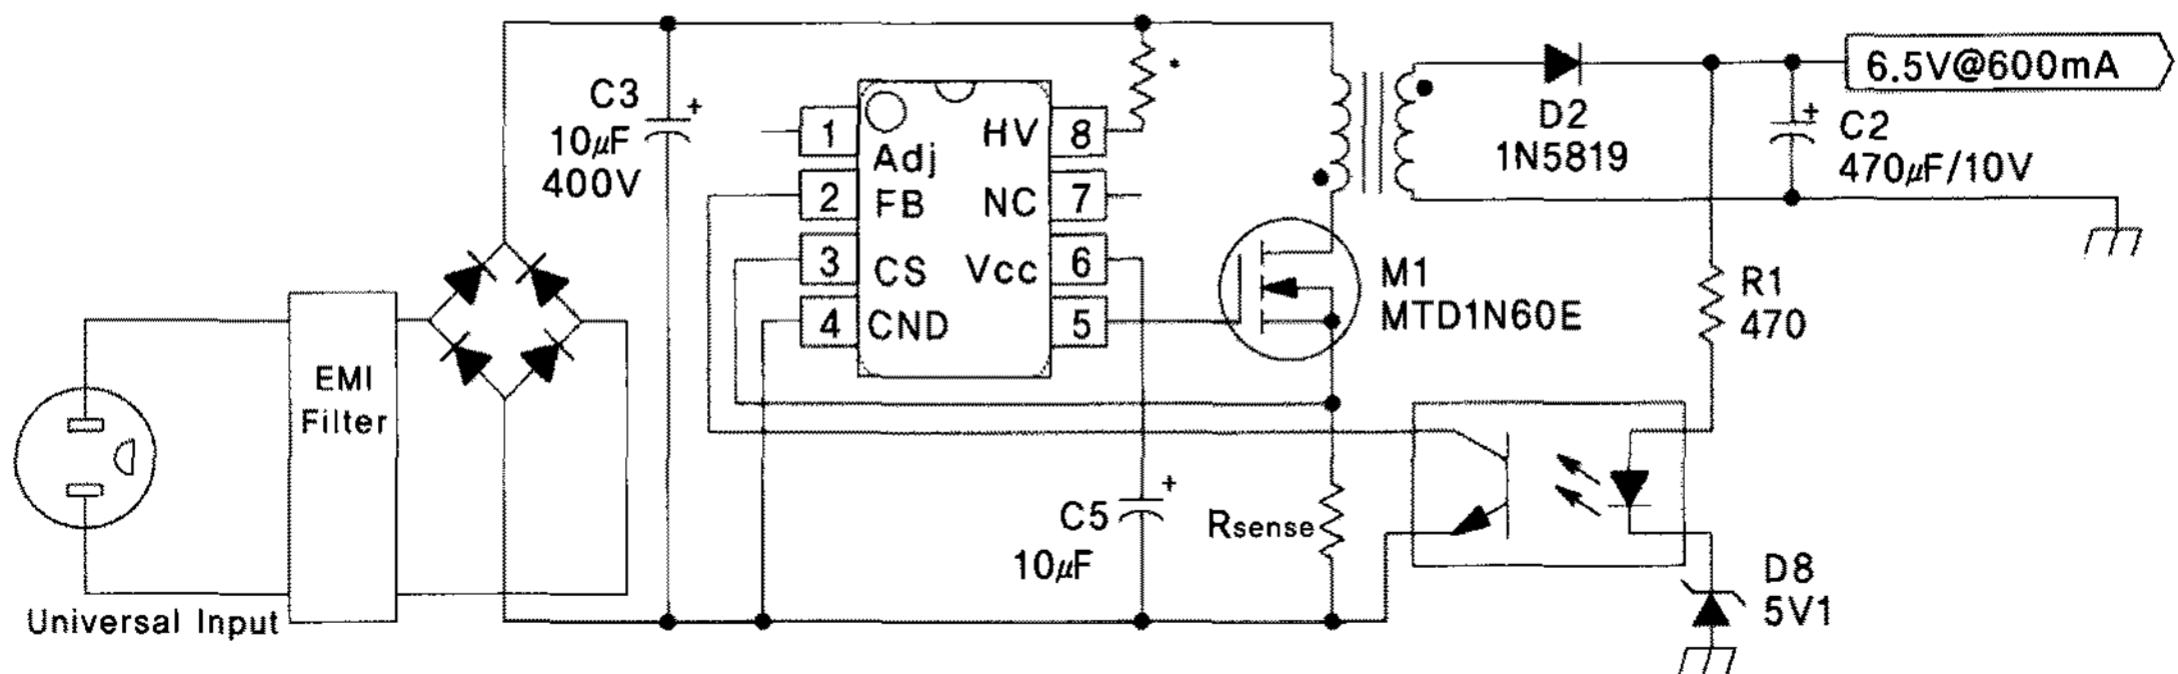 C3
10μF
400V
+
*
1
Adj
2
FB
3
CS
4
CND
HV
8
NC
7
Vcc
6
5
M1
MTD1N60E
D2
1N5819
6.5V@600mA
+
C2
470μF/10V
R1
470
EMI
Filter
Universal Input
C5
10μF
+
Rsense
D8
5V1